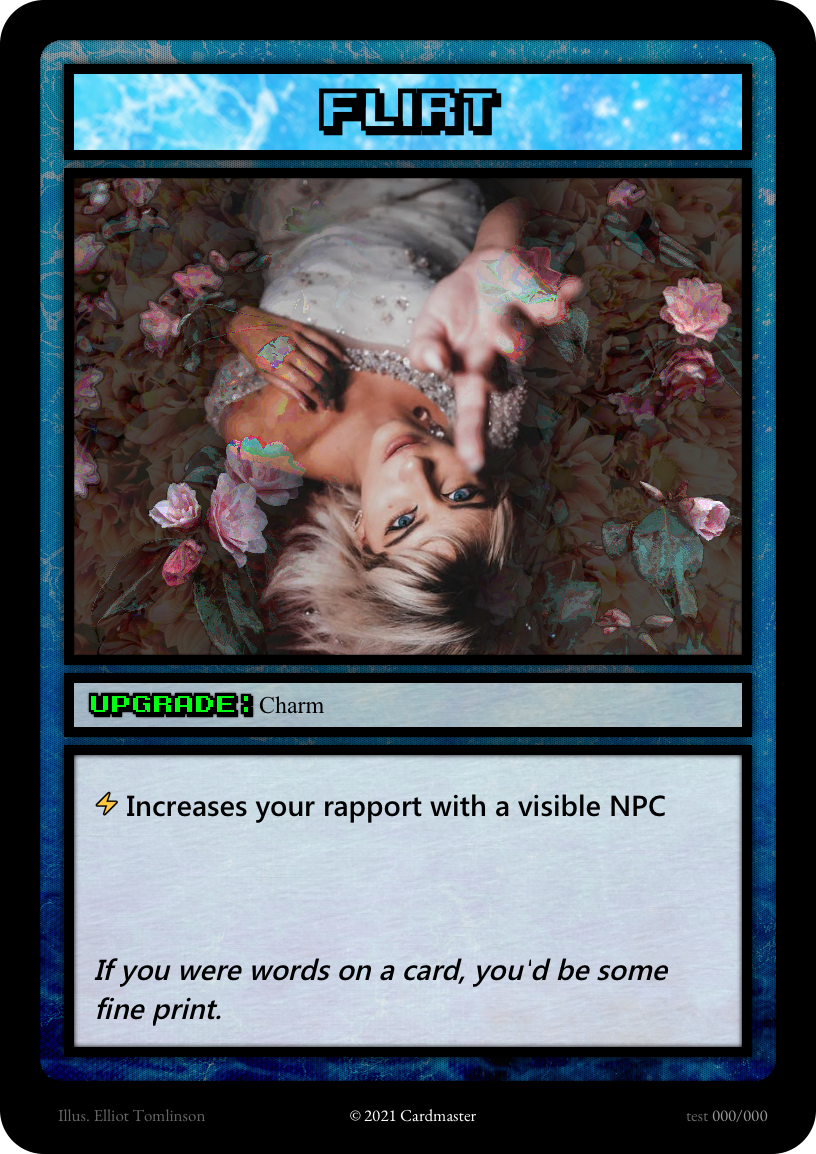 FLIRT
UPGRADE: Charm
⚡ Increases your rapport with a visible NPC
If you were words on a card, you'd be some
fine print.
Illus. Elliot Tomlinson © 2021 Cardmaster test 000/000